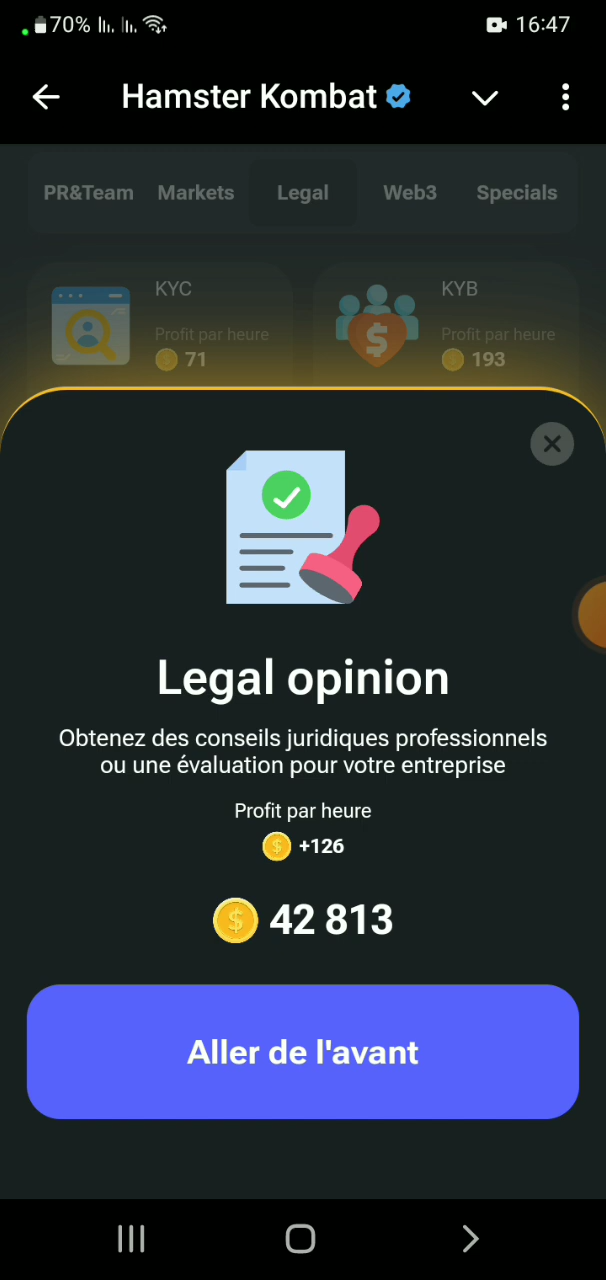 70% 16:47
Hamster Kombat
PR&Team Markets Legal Web3 Specials
KYC KYB
Profit par heure Profit par heure
71 193
Legal opinion
Obtenez des conseils juridiques professionnels
ou une évaluation pour votre entreprise
Profit par heure
+126
42 813
Aller de l'avant